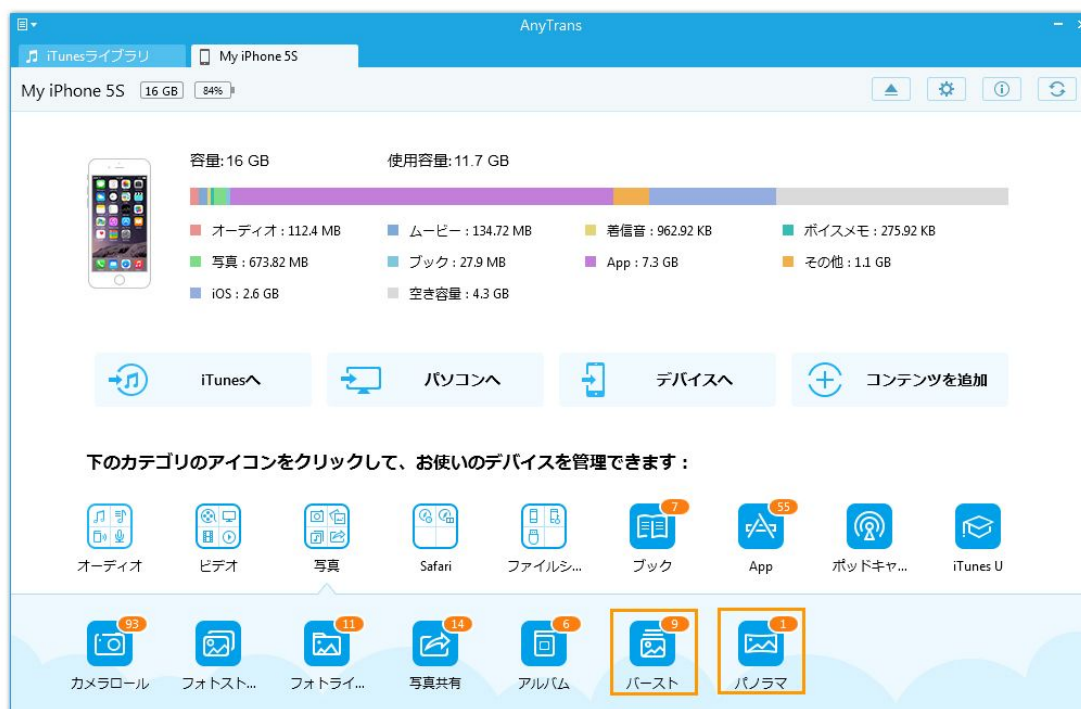 AnyTrans
iTunesライブラリ My iPhone 5S
My iPhone 5S 16 GB 84%
容量:16 GB 使用容量:11.7 GB
オーディオ : 112.4 MB ムービー : 134.72 MB 着信音 : 962.92 KB ボイスメモ : 275.92 KB
写真 : 673.82 MB ブック : 27.9 MB App : 7.3 GB その他 : 1.1 GB
iOS : 2.6 GB 空き容量 : 4.3 GB
iTunesへ パソコンへ デバイスへ コンテンツを追加
下のカテゴリのアイコンをクリックして、お使いのデバイスを管理できます：
7 55
オーディオ ビデオ 写真 Safari ファイルシ... ブック App ポッドキャ... iTunes U
93 11 14 6 9 1
カメラロール フォトスト... フォトライ... 写真共有 アルバム バースト パノラマ